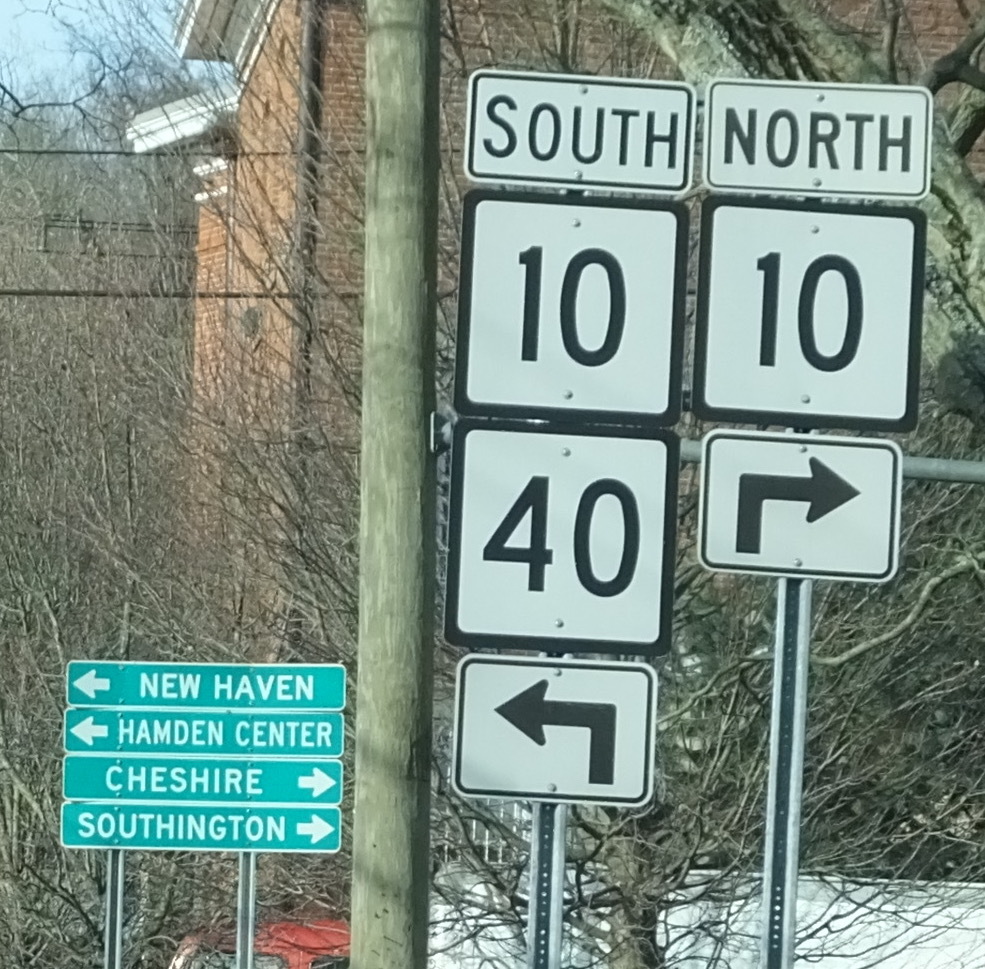 SOUTH
10
40
NORTH
10
NEW HAVEN
HAMDEN CENTER
CHESHIRE
SOUTHINGTON